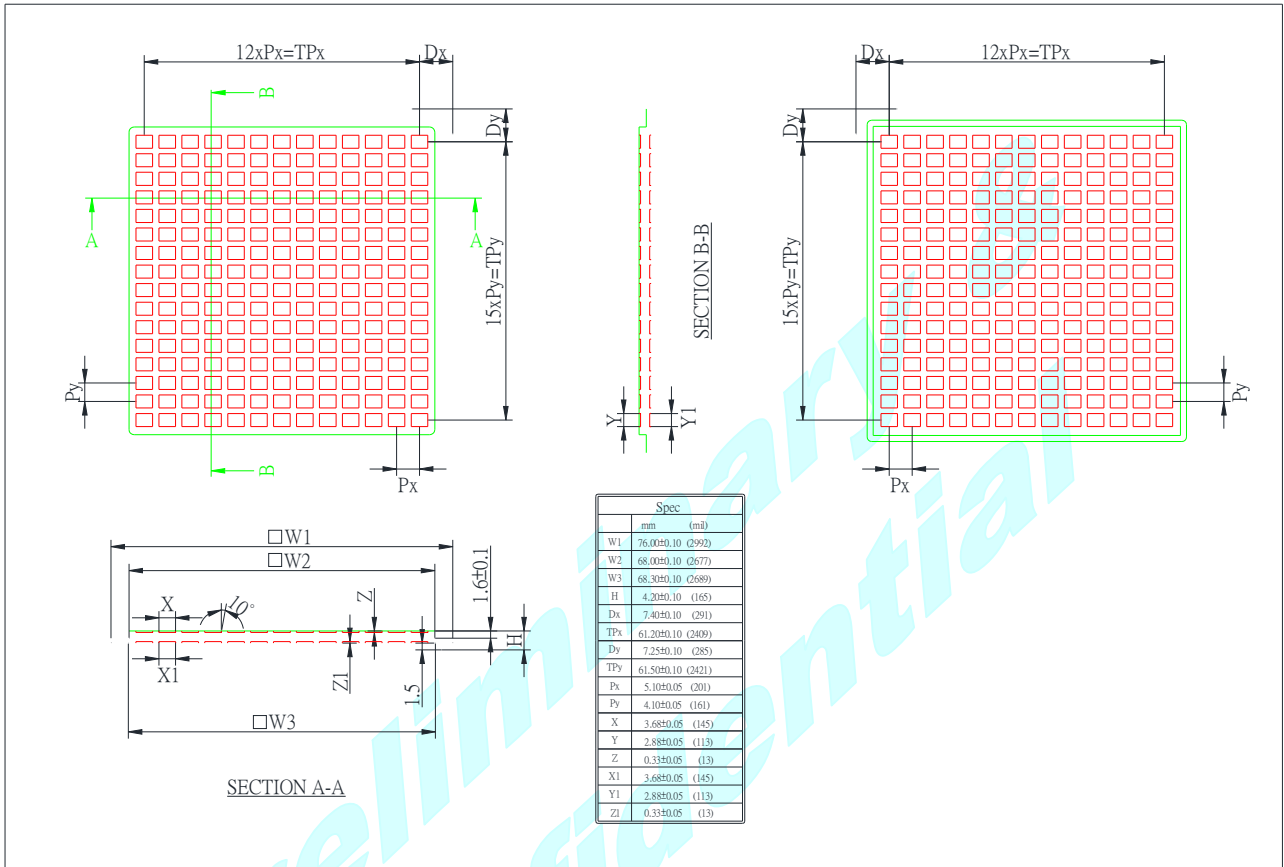 12xPx=TPx
Dx
B
Dy
A
A
15xPy=TPy
Py
B
Px
SECTION B-B
Y
Y1
Dx
12xPx=TPx
Dy
15xPy=TPy
Py
Px
□W1
□W2
X
10°
Z
1.6±0.1
H
X1
Z1
1.5
□W3
SECTION A-A
Spec
mm (mil)
W1 76.00±0.10 (2992)
W2 68.00±0.10 (2677)
W3 68.30±0.10 (2689)
H 4.20±0.10 (165)
Dx 7.40±0.10 (291)
TPx 61.20±0.10 (2409)
Dy 7.25±0.10 (285)
TPy 61.50±0.10 (2421)
Px 5.10±0.05 (201)
Py 4.10±0.05 (161)
X 3.68±0.05 (145)
Y 2.88±0.05 (113)
Z 0.33±0.05 (13)
X1 3.68±0.05 (145)
Y1 2.88±0.05 (113)
Z1 0.33±0.05 (13)